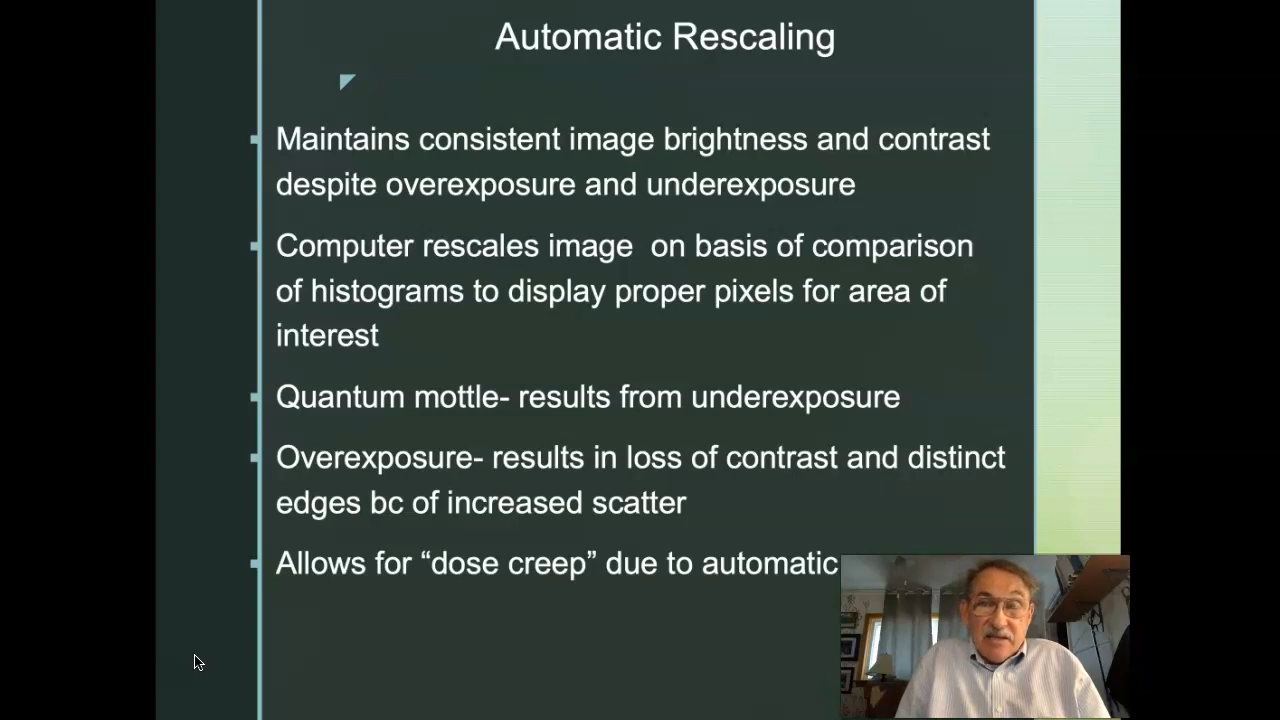 Automatic Rescaling
Maintains consistent image brightness and contrast
despite overexposure and underexposure
Computer rescales image  on basis of comparison
of histograms to display proper pixels for area of
interest
Quantum mottle- results from underexposure
Overexposure- results in loss of contrast and distinct
edges bc of increased scatter
Allows for “dose creep” due to automatic